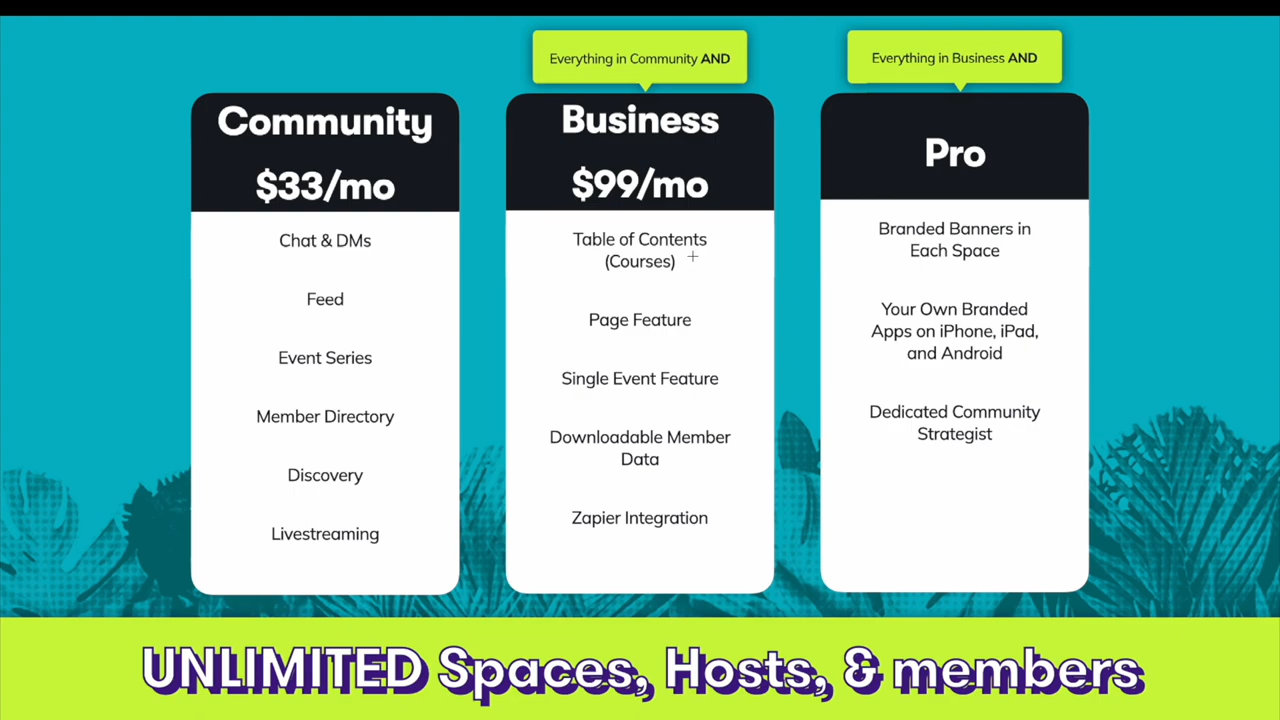 Everything in Community AND
Community
$33/mo
Chat & DMs
Feed
Event Series
Member Directory
Discovery
Livestreaming
Business
$99/mo
Table of Contents
(Courses)
Page Feature
Single Event Feature
Downloadable Member
Data
Zapier Integration
Everything in Business AND
Pro
Branded Banners in
Each Space
Your Own Branded
Apps on iPhone, iPad,
and Android
Dedicated Community
Strategist
UNLIMITED Spaces, Hosts, & members